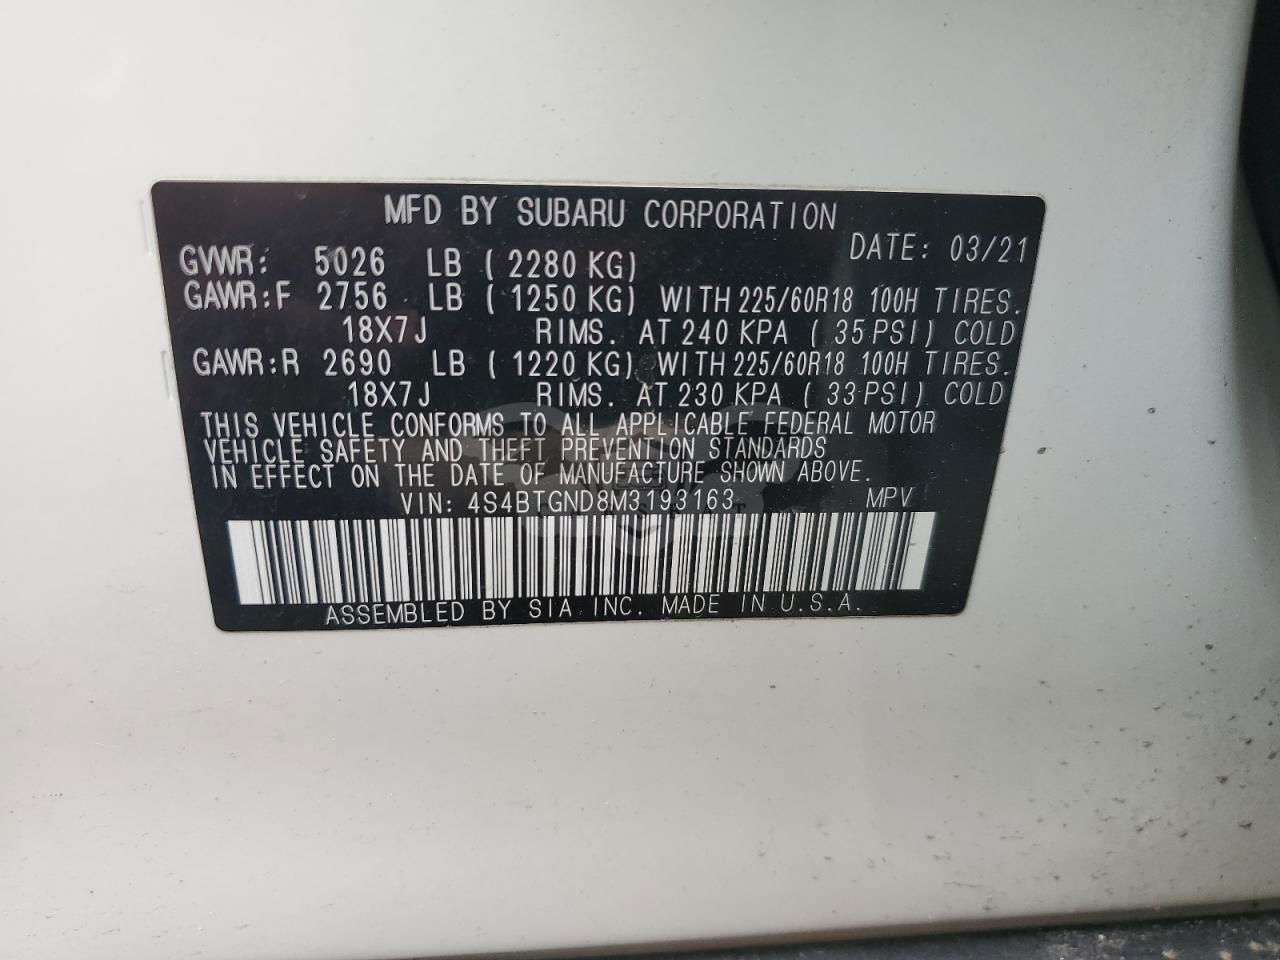 MFD BY SUBARU CORPORATION
DATE: 03/21
GVWR: 5026 LB (2280 KG)
GAWR:F 2756 LB (1250 KG) WITH 225/60R18 100H TIRES.
18X7J RIMS. AT 240 KPA (35 PSI) COLD
GAWR:R 2690 LB (1220 KG) WITH 225/60R18 100H TIRES.
18X7J RIMS. AT 230 KPA (33 PSI) COLD
THIS VEHICLE CONFORMS TO ALL APPLICABLE FEDERAL MOTOR
VEHICLE SAFETY AND THEFT PREVENTION STANDARDS
IN EFFECT ON THE DATE OF MANUFACTURE SHOWN ABOVE.
VIN: 4S4BTGND8M3193163 MPV
ASSEMBLED BY SIA INC. MADE IN U.S.A.